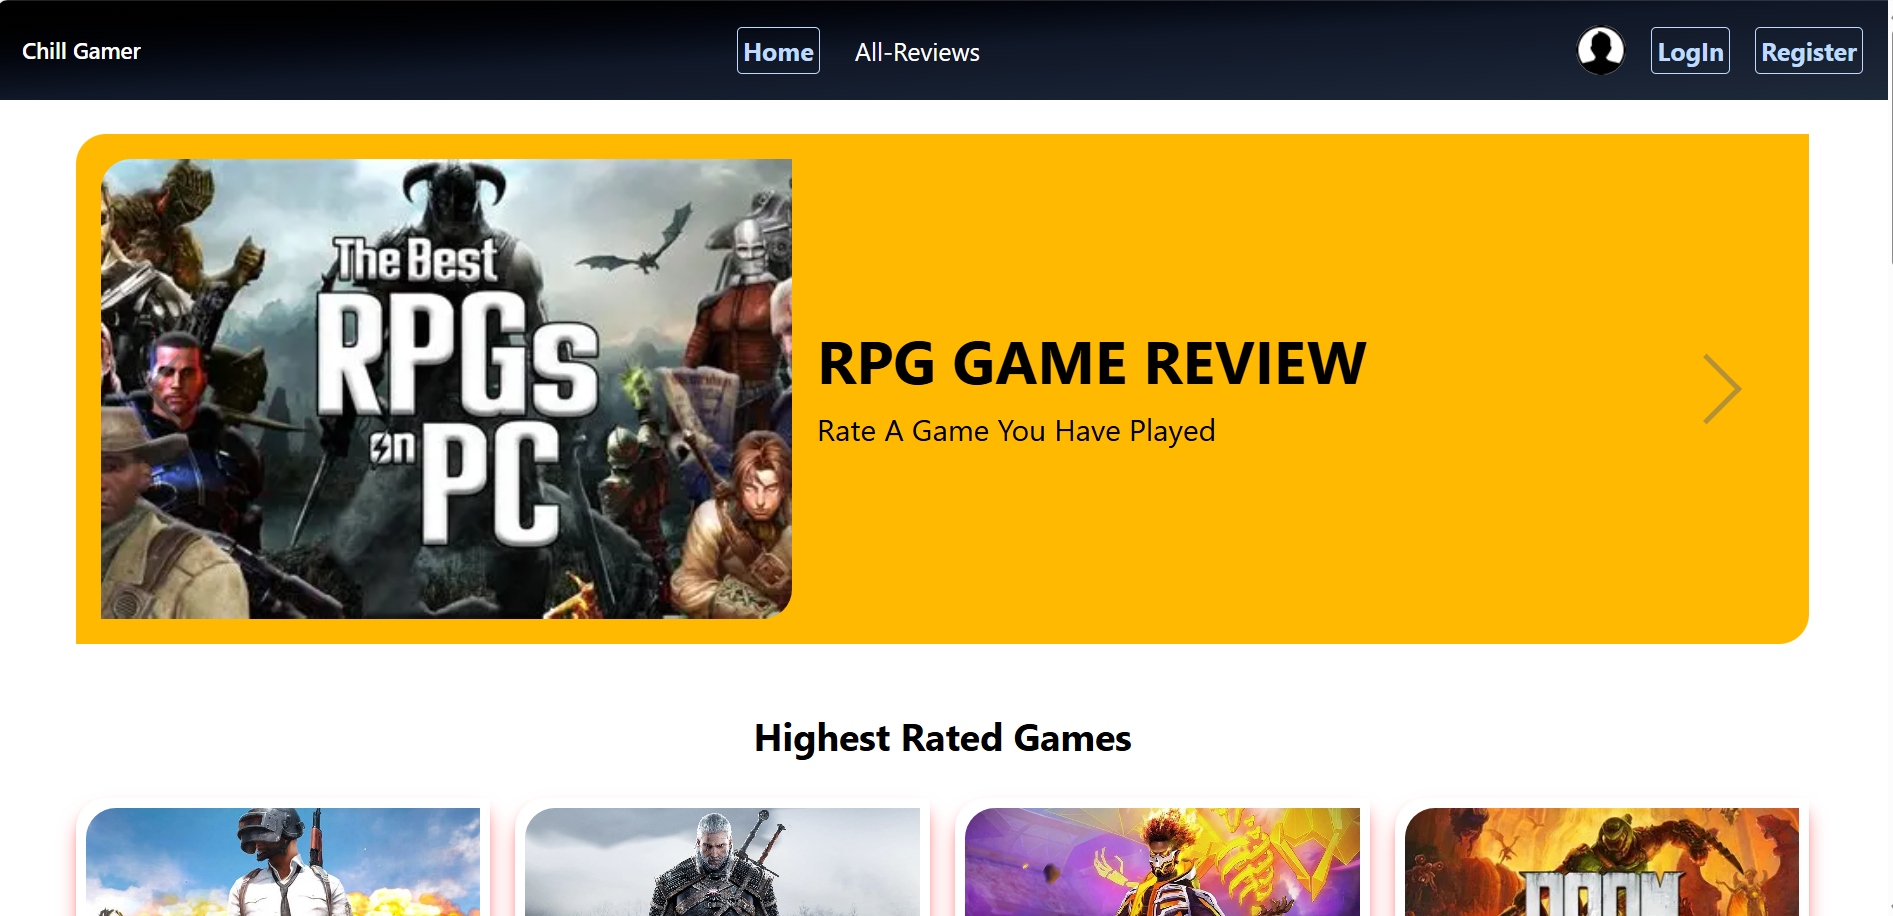 Chill Gamer
Home
All-Reviews
LogIn
Register
The Best
RPGs
on
PC
RPG GAME REVIEW
Rate A Game You Have Played
Highest Rated Games
DOOM